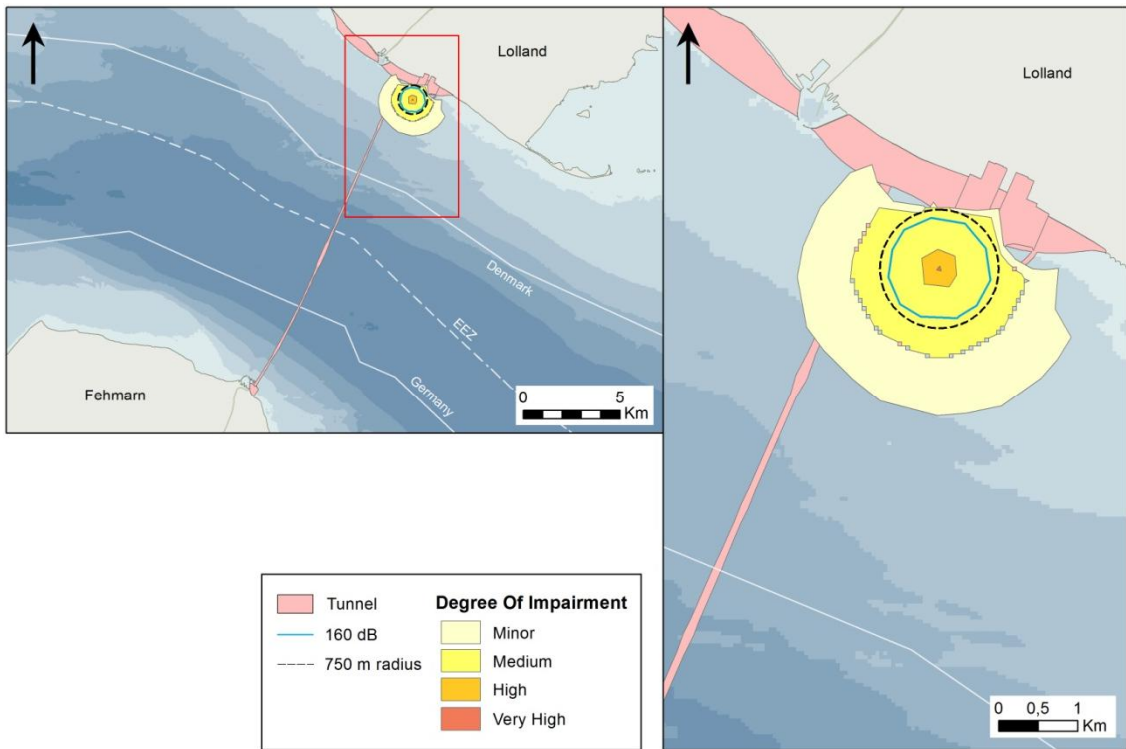 Lolland
Denmark
EEZ
Germany
Fehmarn
0 5
Km
Lolland
4
0 0,5 1
Km
Tunnel
160 dB
750 m radius
Degree Of Impairment
Minor
Medium
High
Very High